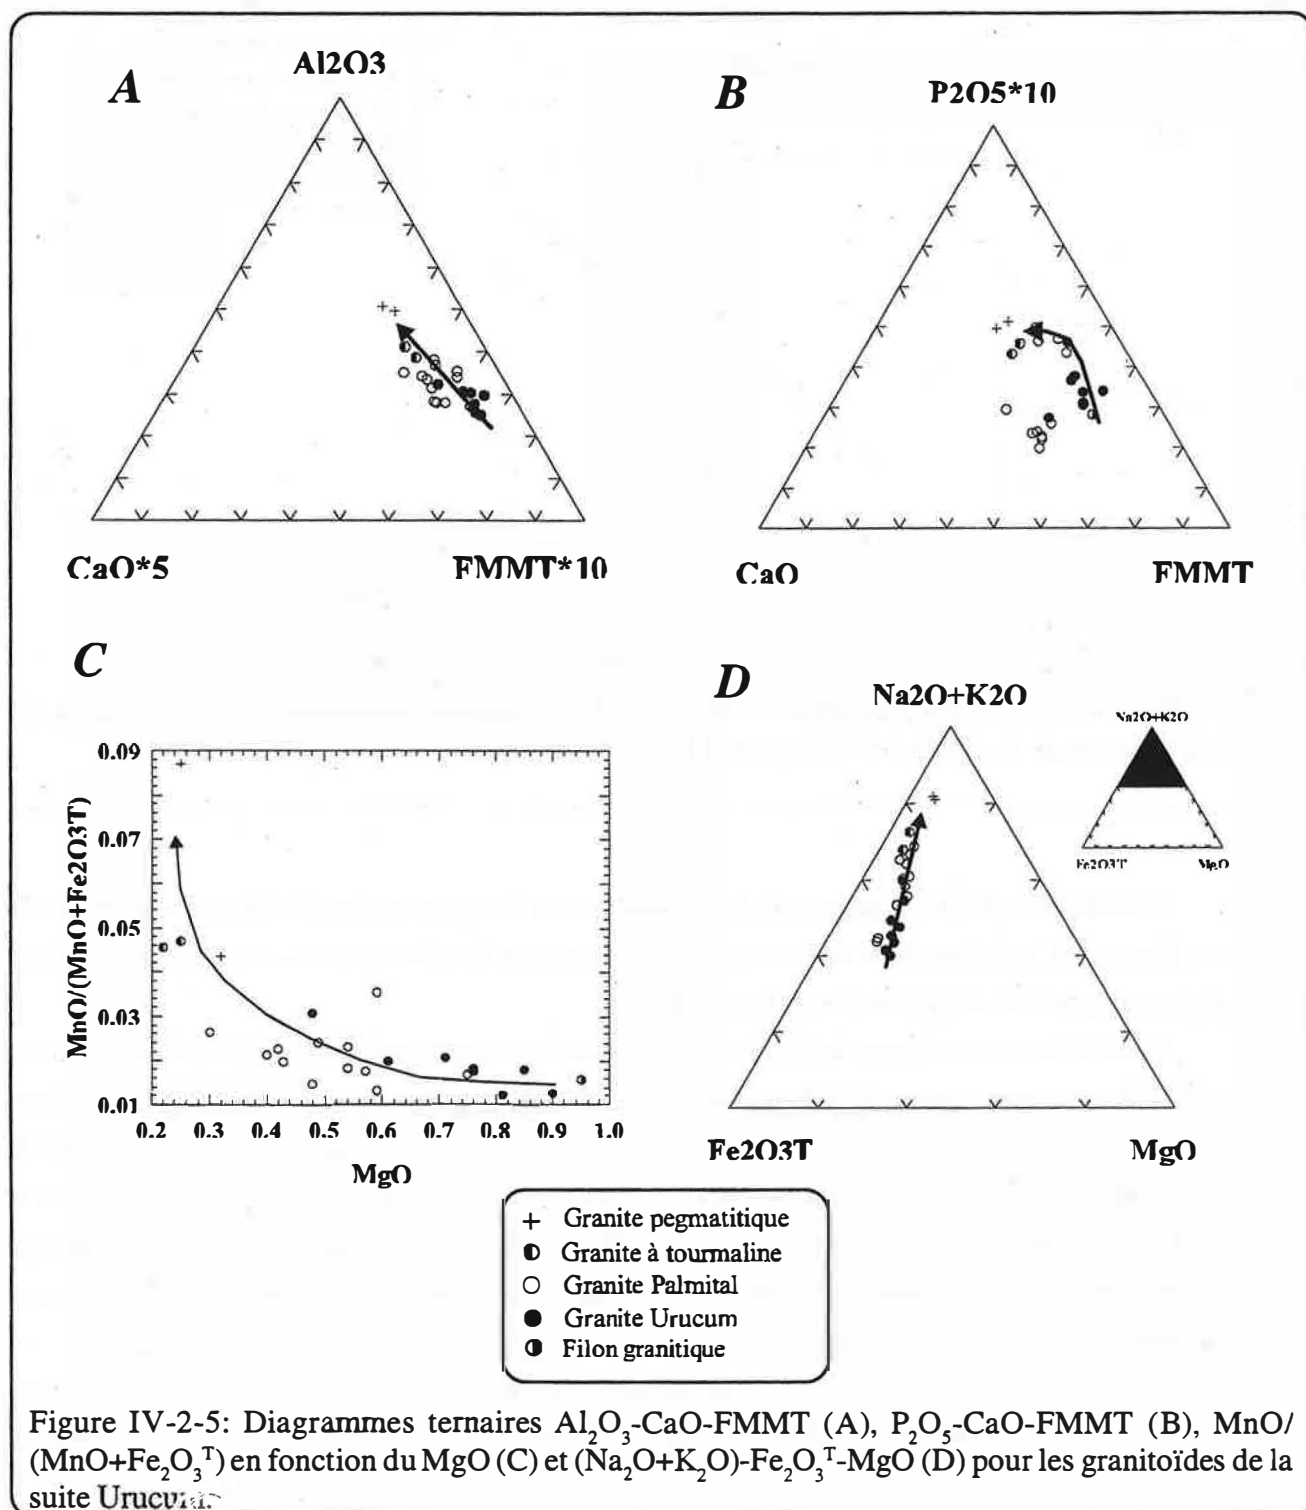 A
Al2O3
CaO*5
FMMT*10
B
P2O5*10
CaO
FMMT
C
MnO/(MnO+Fe2O3T)
0.09
0.07
0.05
0.03
0.01
0.2 0.3 0.4 0.5 0.6 0.7 0.8 0.9 1.0
MgO
D
Na2O+K2O
Fe2O3T
MgO
Na2O+K2O
Fe2O3T
MgO
Granite pegmatitique
Granite à tourmaline
Granite Palmital
Granite Urucum
Filon granitique
Figure IV-2-5: Diagrammes ternaires Al₂O₃-CaO-FMMT (A), P₂O₅-CaO-FMMT (B), MnO/
(MnO+Fe₂O₃ᵀ) en fonction du MgO (C) et (Na₂O+K₂O)-Fe₂O₃ᵀ-MgO (D) pour les granitoïdes de la
suite Urucum.